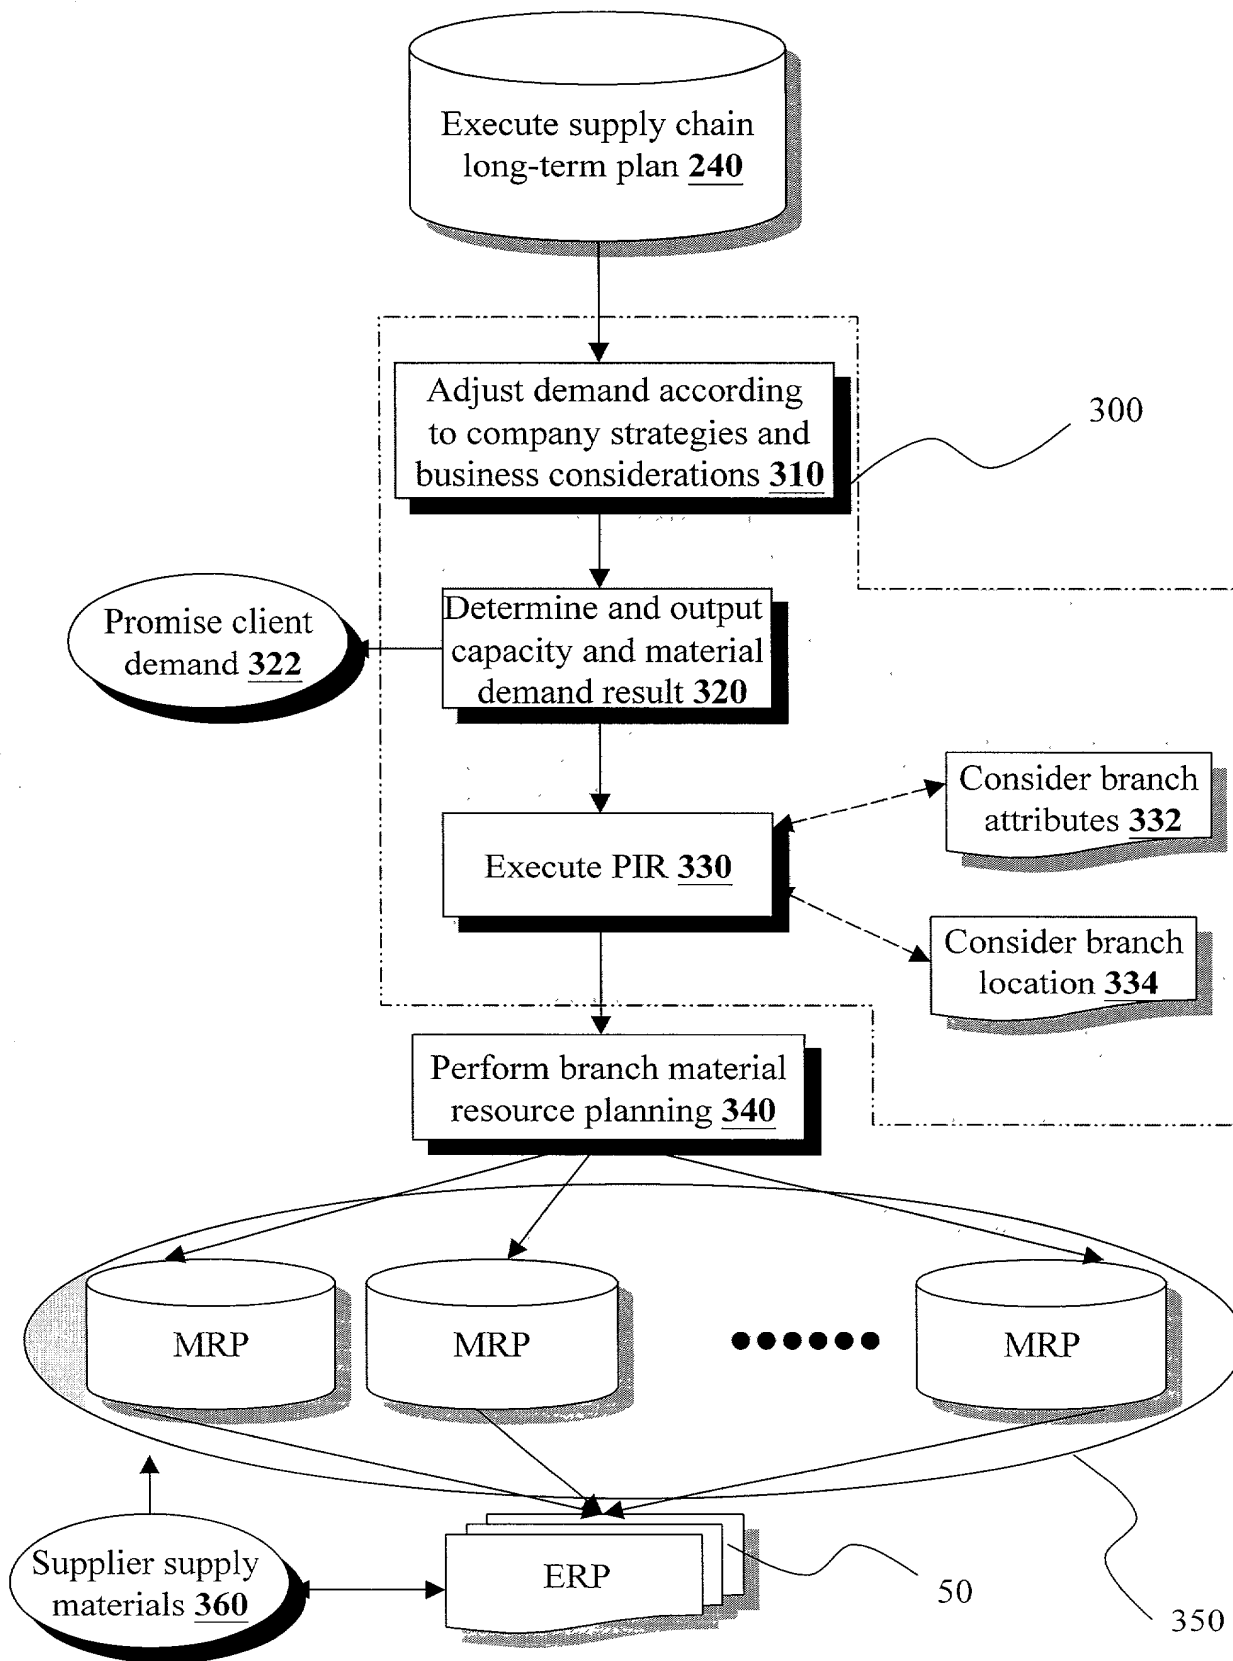 Execute supply chain
long-term plan 240
Adjust demand according
to company strategies and
business considerations 310
300
Determine and output
capacity and material
demand result 320
Promise client
demand 322
Consider branch
attributes 332
Execute PIR 330
Consider branch
location 334
Perform branch material
resource planning 340
MRP
MRP
MRP
Supplier supply
materials 360
ERP
50
350